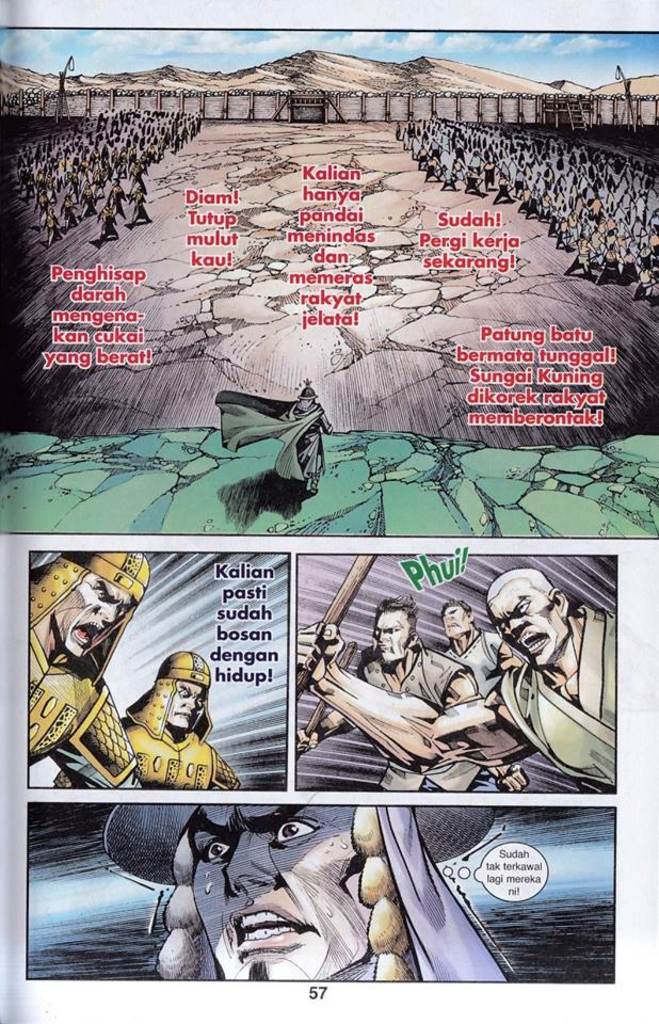 Diam!
Tutup
mulut
kau!
Kalian
hanya
pandai
menindas
dan
memeras
rakyat
jelata!
Sudah!
Pergi kerja
sekarang!
Penghisap
darah
mengena-
kan cukai
yang berat!
Patung batu
bermata tunggal!
Sungai Kuning
dikorek rakyat
memberontak!
Kalian
pasti
sudah
bosan
dengan
hidup!
Phui!
Sudah
tak terkawal
lagi mereka
ni!
57